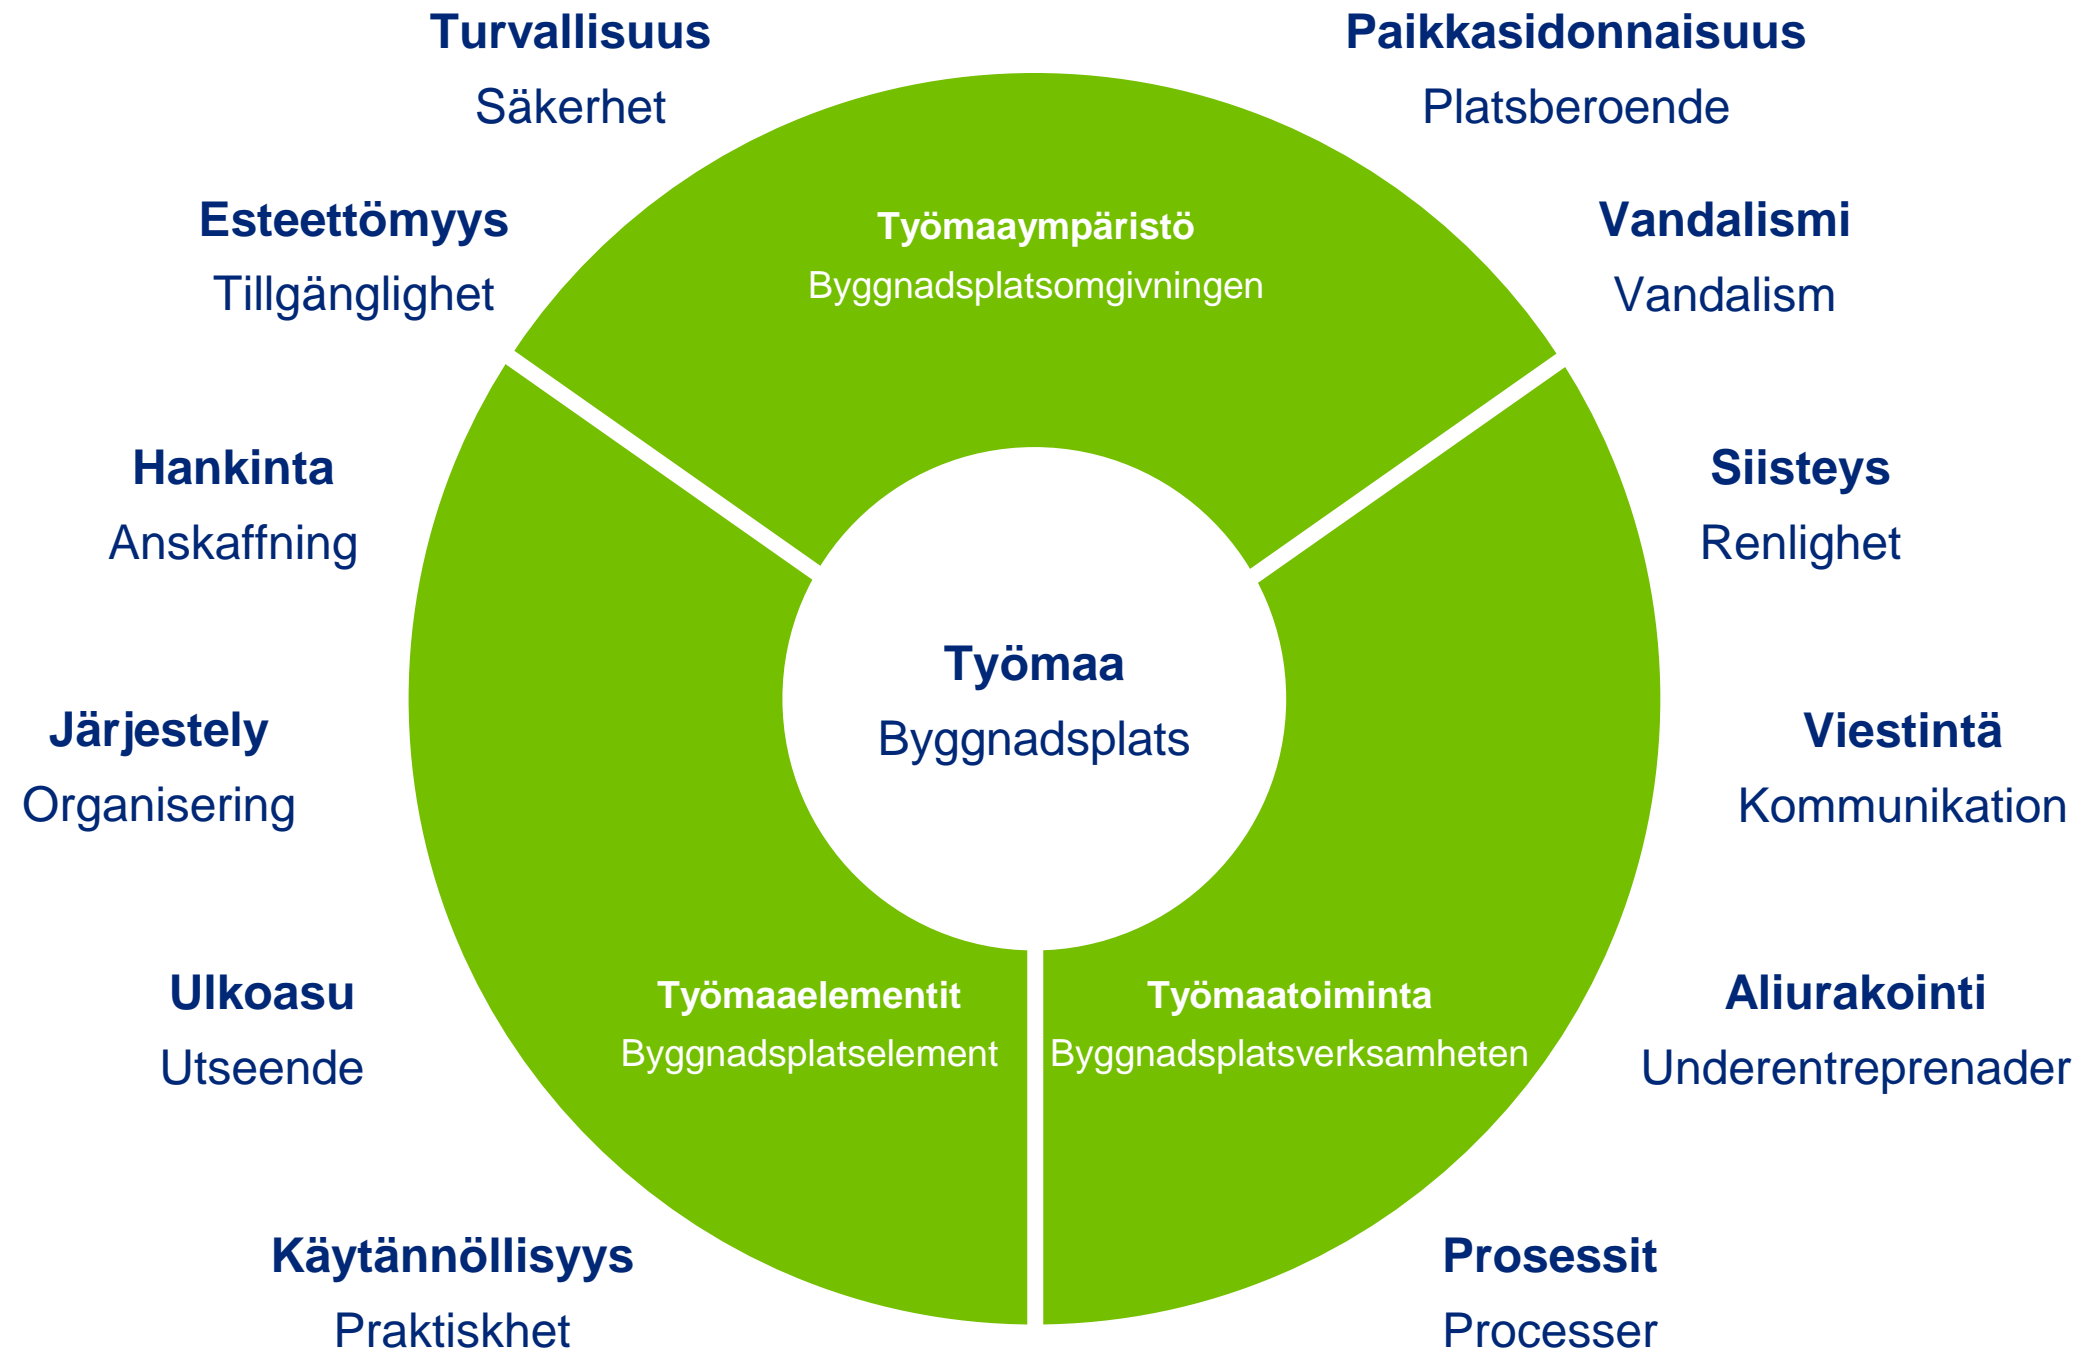 Turvallisuus
Säkerhet
Paikkasidonnaisuus
Platsberoende
Esteettömyys
Tillgänglighet
Työmaaympäristö
Byggnadsplatsomgivningen
Vandalismi
Vandalism
Hankinta
Anskaffning
Siisteys
Renlighet
Työmaa
Byggnadsplats
Järjestely
Organisering
Viestintä
Kommunikation
Ulkoasu
Utseende
Työmaaelementit
Byggnadsplatselement
Työmaatoiminta
Byggnadsplatsverksamheten
Aliurakointi
Underentreprenader
Käytännöllisyys
Praktiskhet
Prosessit
Processer